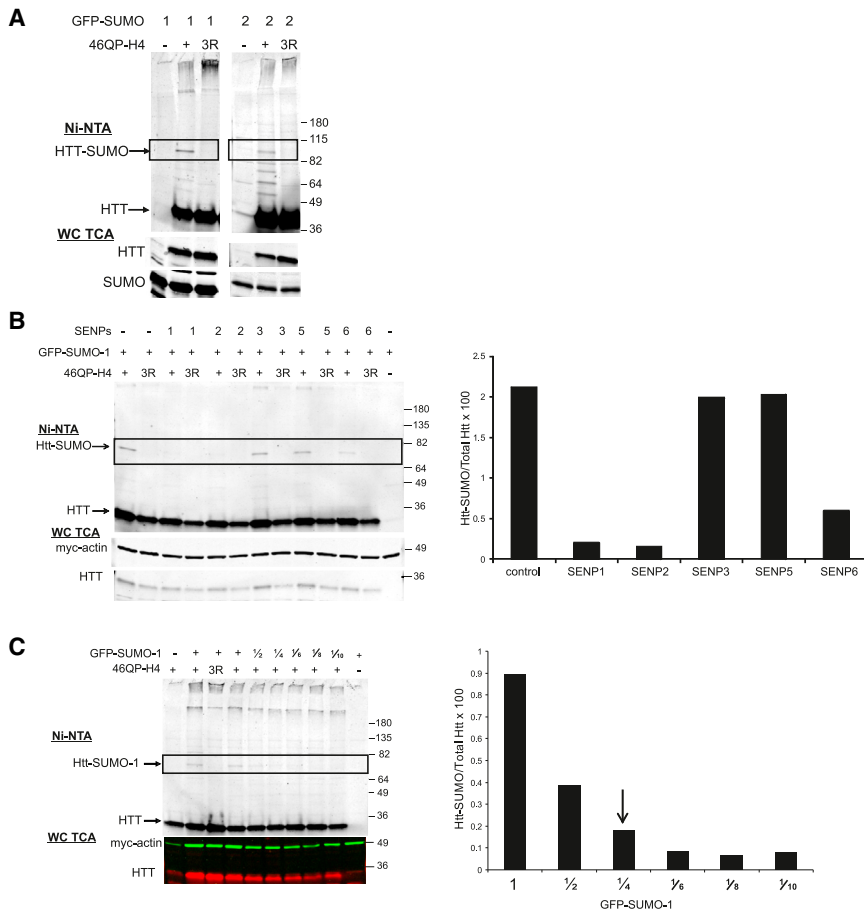 A
GFP-SUMO 1 1 1 2 2 2
46QP-H4 - + 3R - + 3R
Ni-NTA
HTT-SUMO
HTT
180
115
82
64
49
36
WC TCA
HTT
SUMO
B
SENPs - - 1 1 2 2 3 3 5 5 6 6 -
GFP-SUMO-1 + + + + + + + + + + + + +
46QP-H4 + 3R + 3R + 3R + 3R + 3R + 3R -
Ni-NTA
Htt-SUMO
HTT
180
135
82
64
49
36
WC TCA
myc-actin
49
HTT
36
Htt-SUMO/Total Htt x 100
2.5
2
1.5
1
0.5
0
control SENP1 SENP2 SENP3 SENP5 SENP6
C
GFP-SUMO-1 - + + + 1/2 1/4 1/6 1/8 1/10 +
46QP-H4 + + 3R + + + + + + -
Ni-NTA
Htt-SUMO-1
HTT
180
135
82
64
49
36
WC TCA
myc-actin
49
HTT
36
Htt-SUMO/Total Htt x 100
1
0.9
0.8
0.7
0.6
0.5
0.4
0.3
0.2
0.1
0
1 1/2 1/4 1/6 1/8 1/10
GFP-SUMO-1